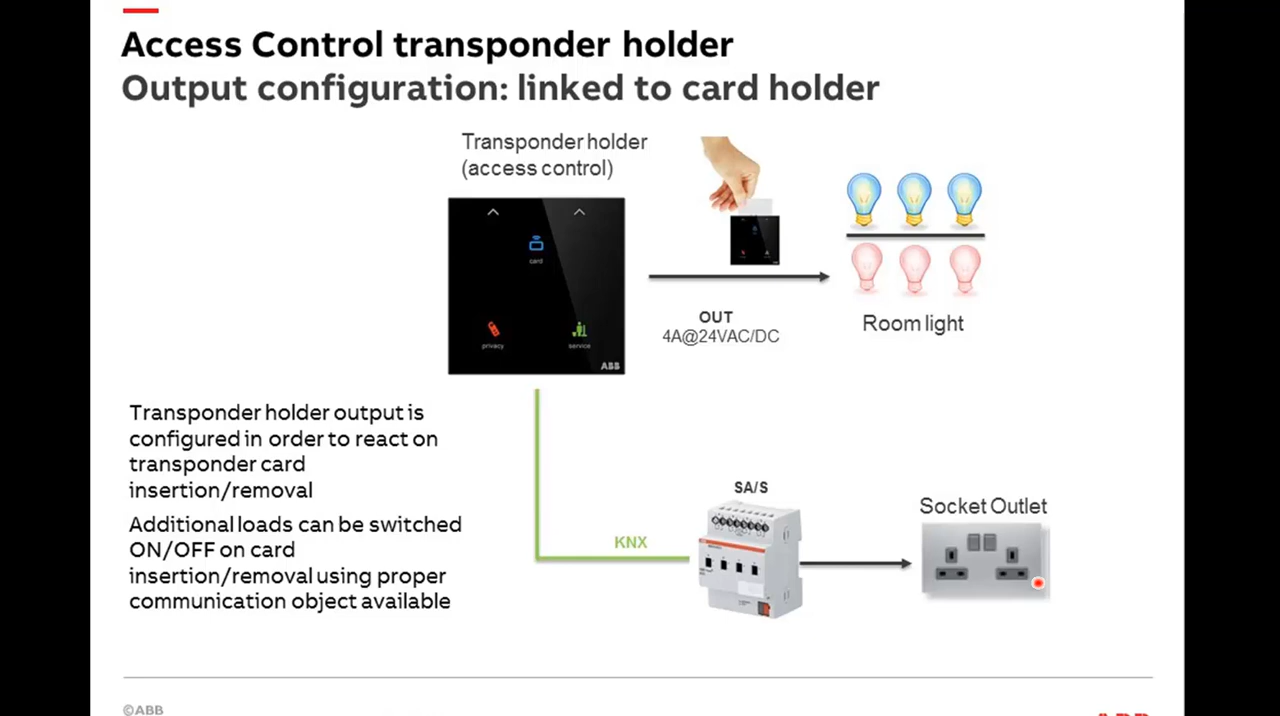 Access Control transponder holder
Output configuration: linked to card holder
Transponder holder
(access control)
card
privacy
service
ABB
OUT
4A@24VAC/DC
Room light
Transponder holder output is
configured in order to react on
transponder card
insertion/removal
Additional loads can be switched
ON/OFF on card
insertion/removal using proper
communication object available
KNX
SA/S
Socket Outlet
©ABB
ABB